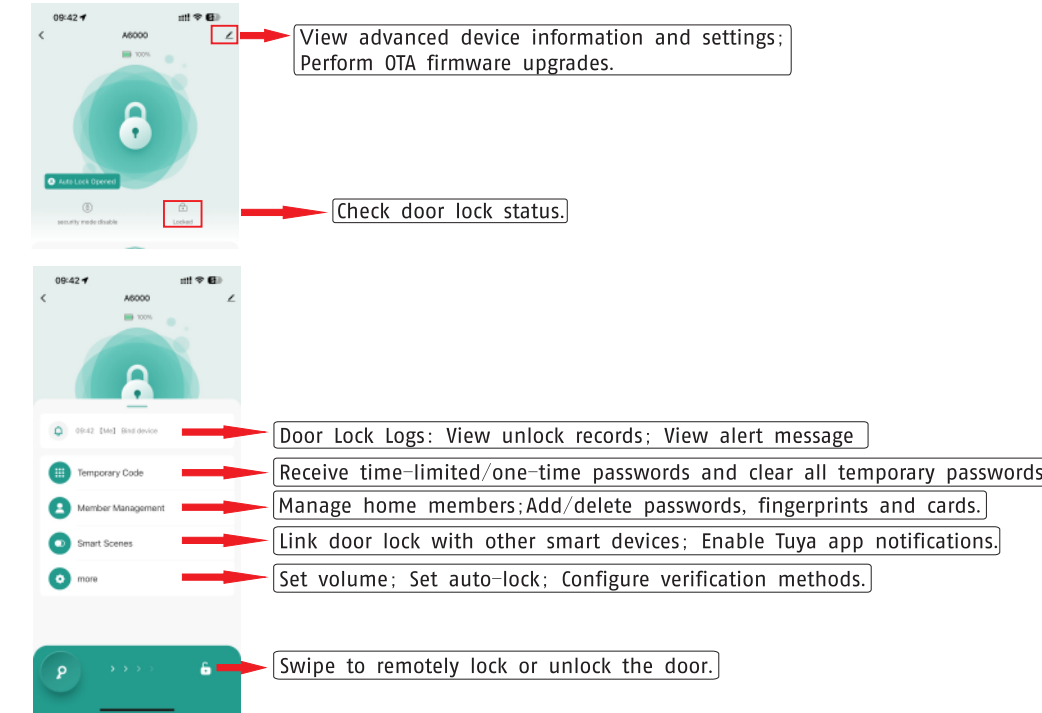 09:42
A6000
100%
View advanced device information and settings;
Perform OTA firmware upgrades.
Auto Lock Opened
security mode disable
Locked
Check door lock status.
09:42
A6000
100%
09:42 【Me】 Bind device
Door Lock Logs: View unlock records; View alert message
Temporary Code
Receive time-limited/one-time passwords and clear all temporary passwords
Member Management
Manage home members;Add/delete passwords, fingerprints and cards.
Smart Scenes
Link door lock with other smart devices; Enable Tuya app notifications.
more
Set volume; Set auto-lock; Configure verification methods.
Swipe to remotely lock or unlock the door.